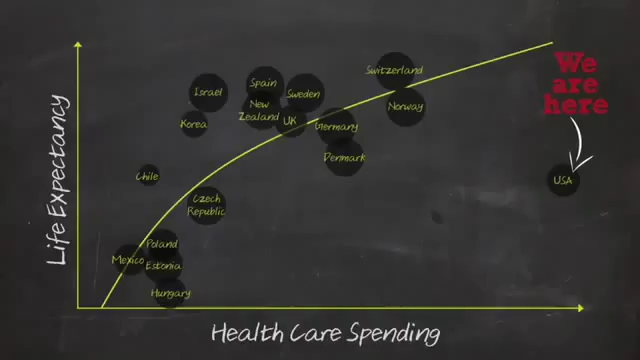 Life Expectancy
Switzerland
We
are
here
Spain
Israel
Sweden
New
Zealand
Norway
Korea
UK
Germany
Denmark
Chile
USA
Czech
Republic
Poland
Mexico
Estonia
Hungary
Health Care Spending